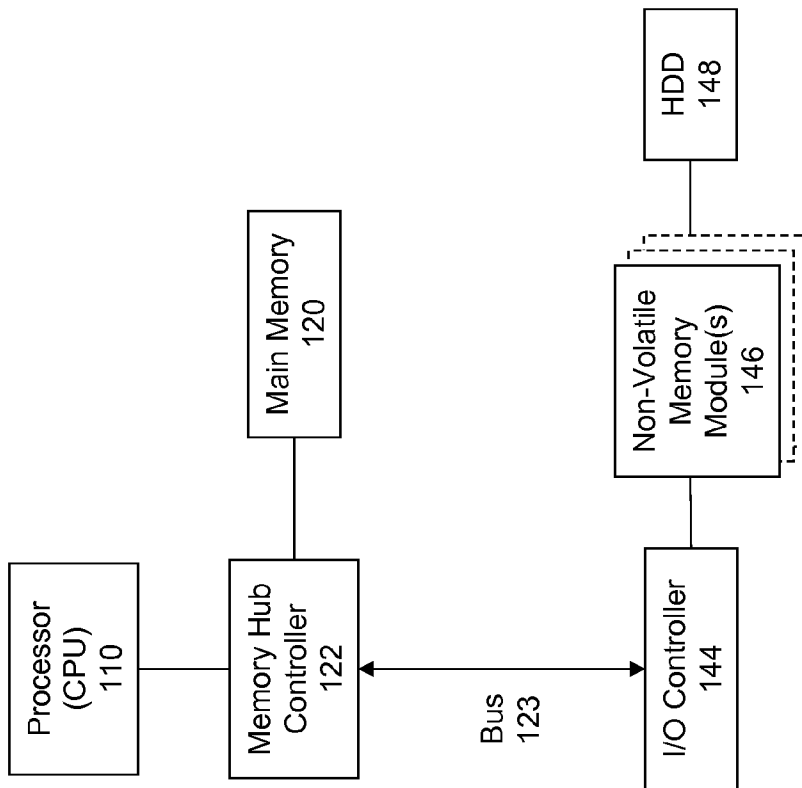 Processor
(CPU)
110
Memory Hub
Controller
122
Main Memory
120
Bus
123
I/O Controller
144
Non-Volatile
Memory
Module(s)
146
HDD
148